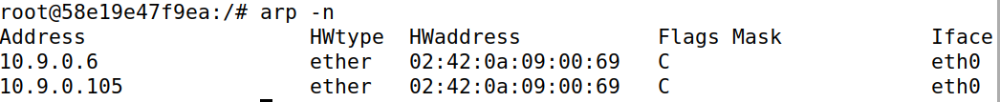 root@58e19e47f9ea:/# arp -n
Address                  HWtype  HWaddress           Flags Mask            Iface
10.9.0.6                 ether   02:42:0a:09:00:69   C                     eth0
10.9.0.105               ether   02:42:0a:09:00:69   C                     eth0